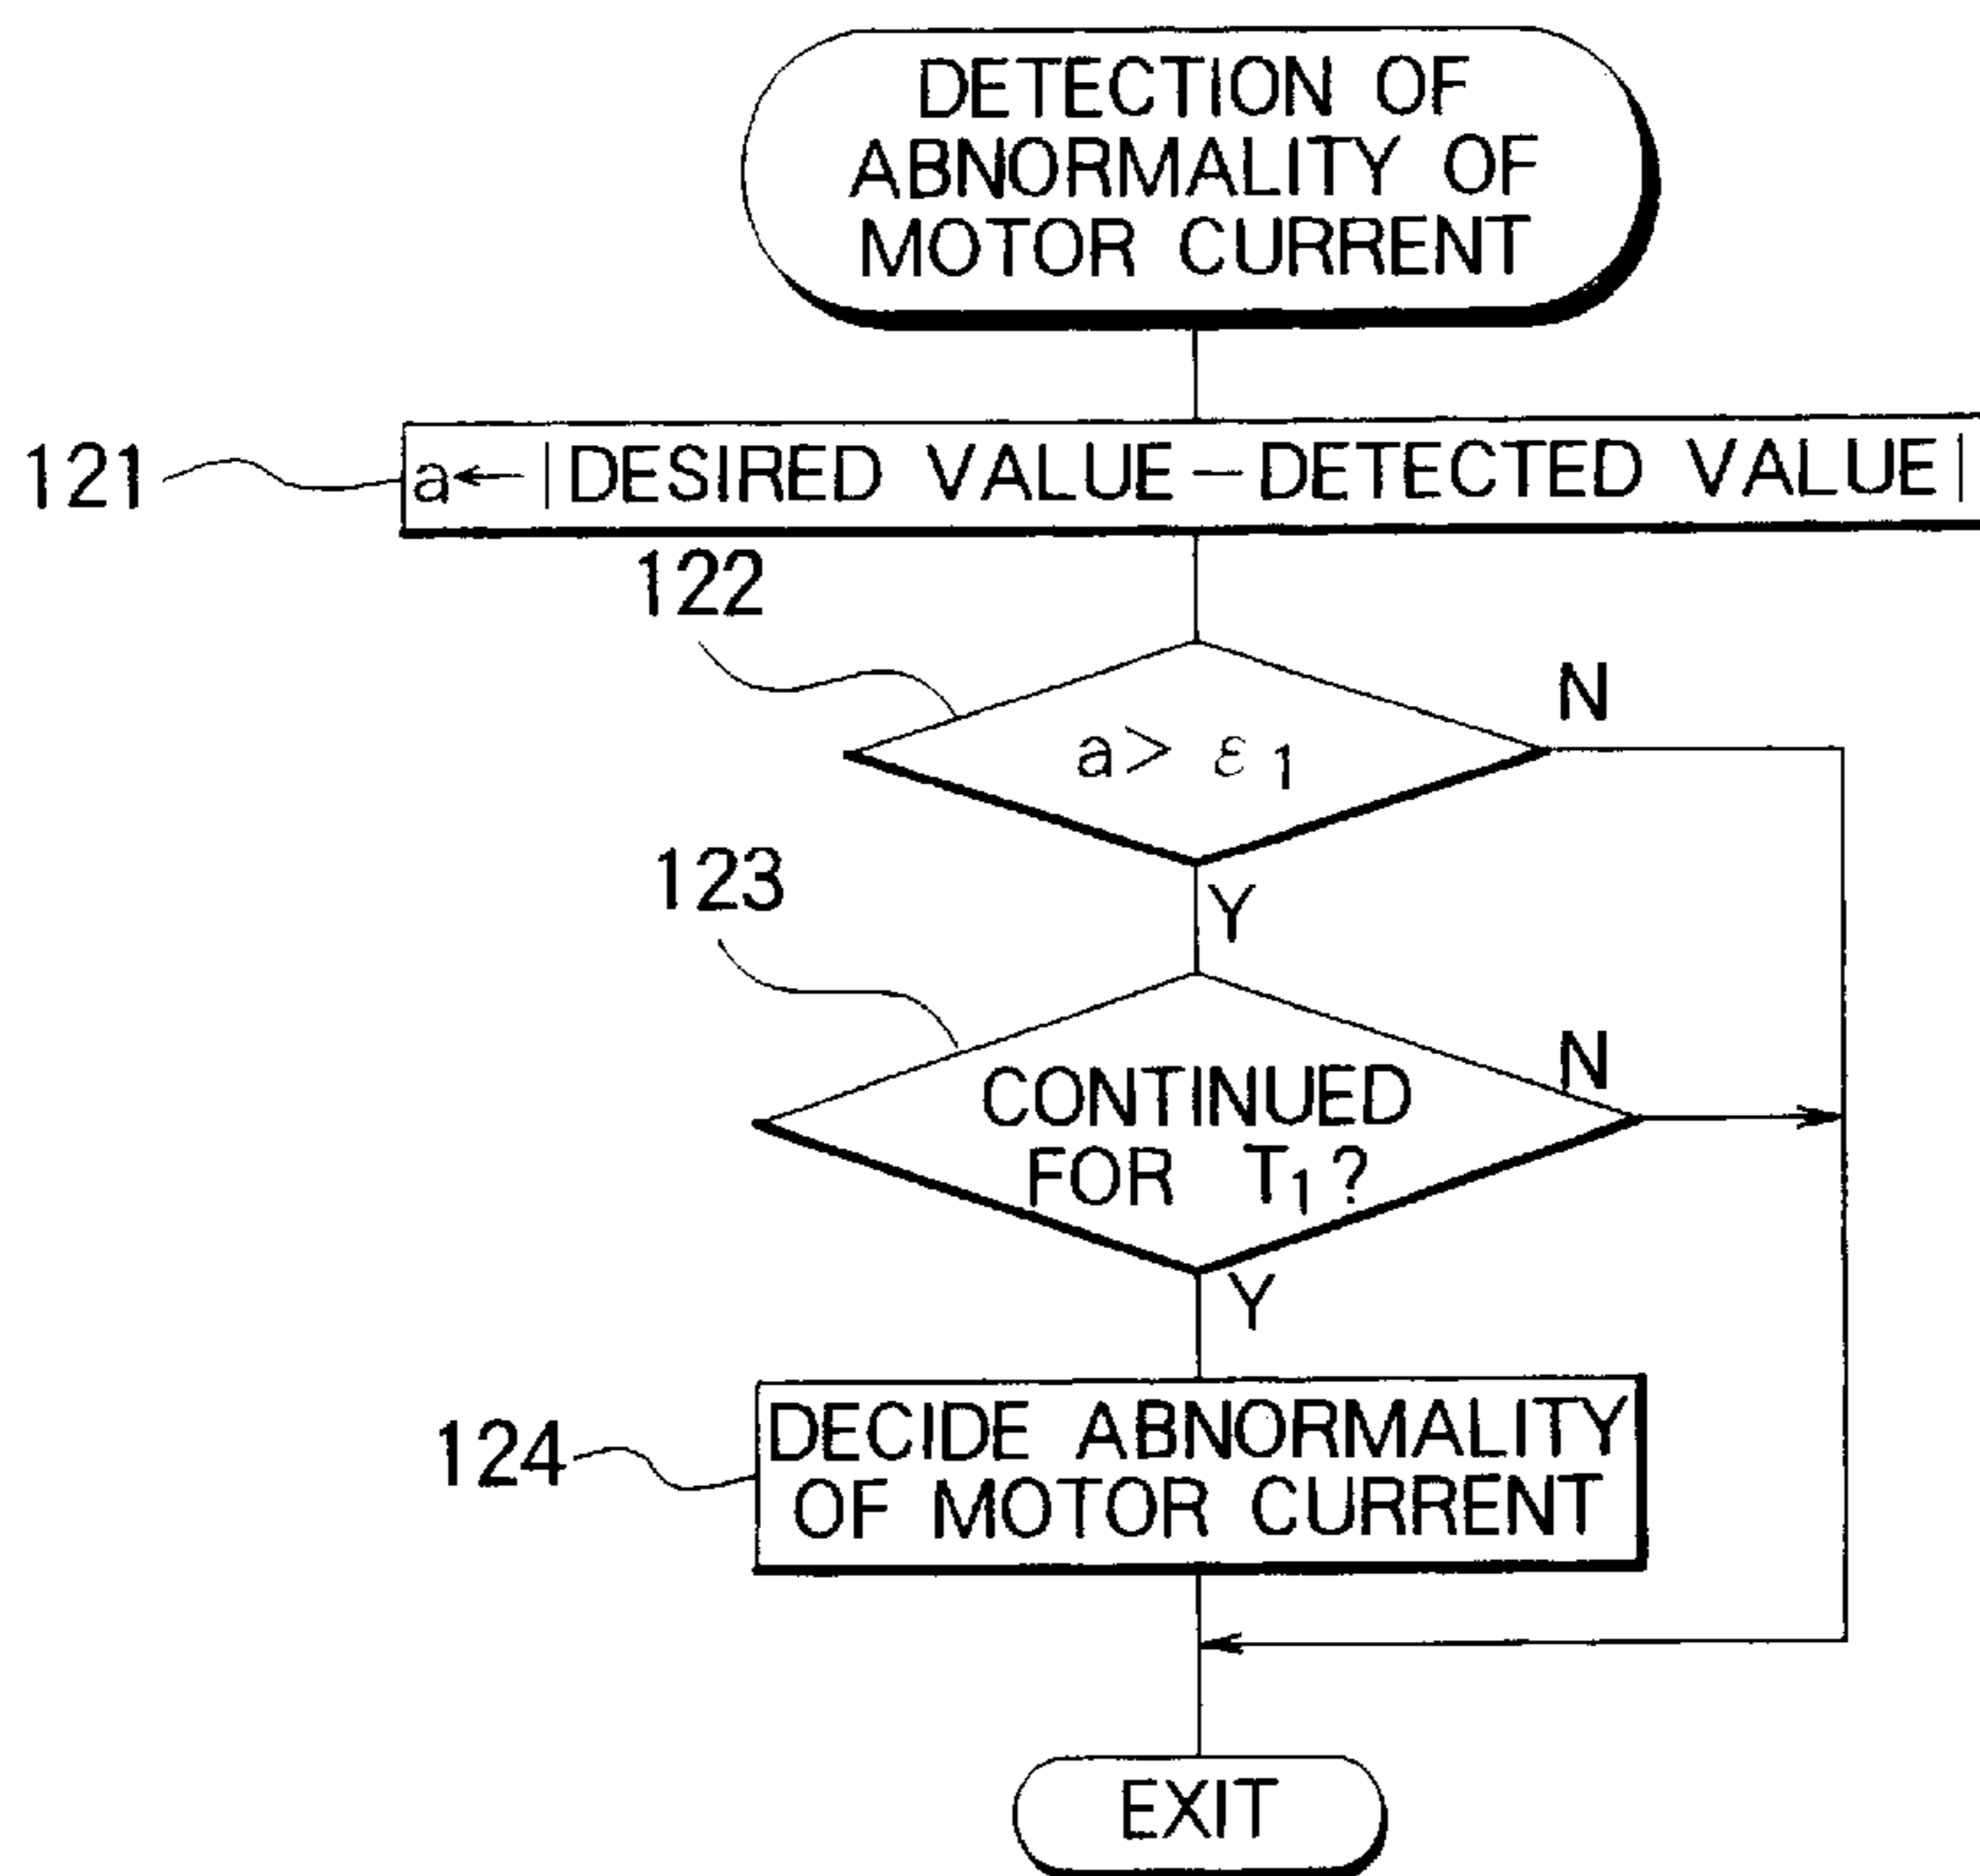 DETECTION OF
ABNORMALITY OF
MOTOR CURRENT
121
a←|DESIRED VALUE−DETECTED VALUE|
122
a> ε1
N
Y
123
CONTINUED
FOR T1?
N
Y
124
DECIDE ABNORMALITY
OF MOTOR CURRENT
EXIT